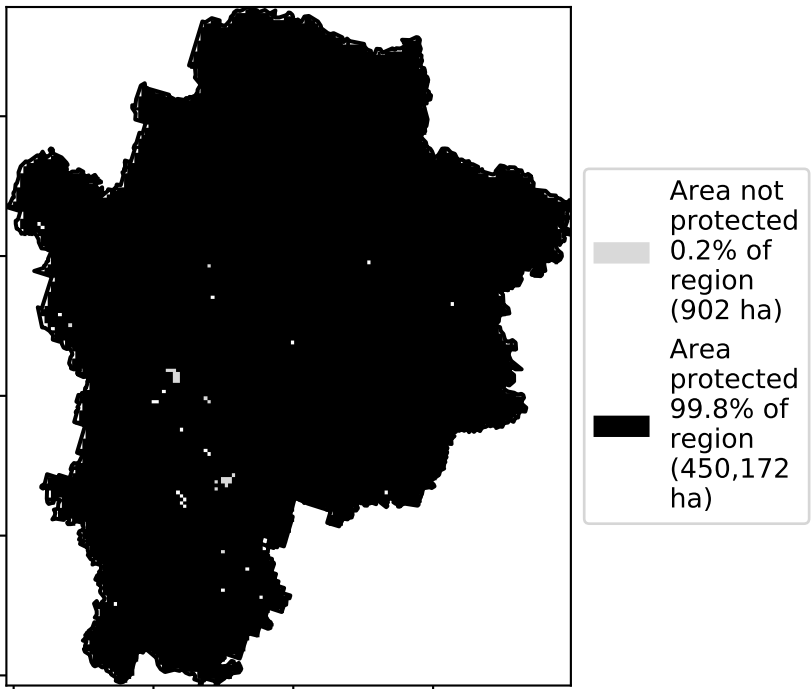 Area not
protected
0.2% of
region
(902 ha)
Area
protected
99.8% of
region
(450,172
ha)